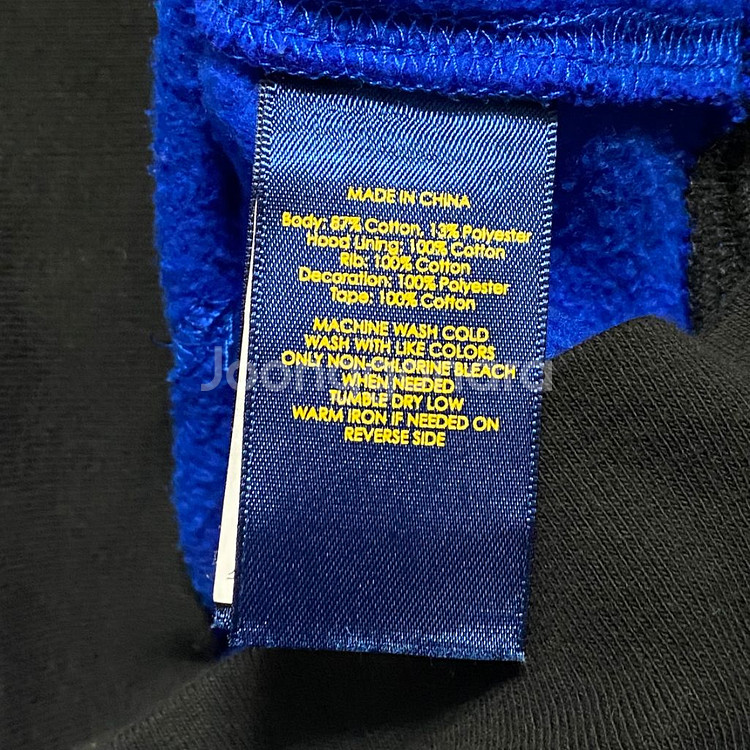 MADE IN CHINA
Body: 87% Cotton, 13% Polyester
Hood Lining: 100% Cotton
Rib: 100% Cotton
Decoration: 100% Polyester
Tape: 100% Cotton
MACHINE WASH COLD
WASH WITH LIKE COLORS
ONLY NON-CHLORINE BLEACH
WHEN NEEDED
TUMBLE DRY LOW
WARM IRON IF NEEDED ON
REVERSE SIDE